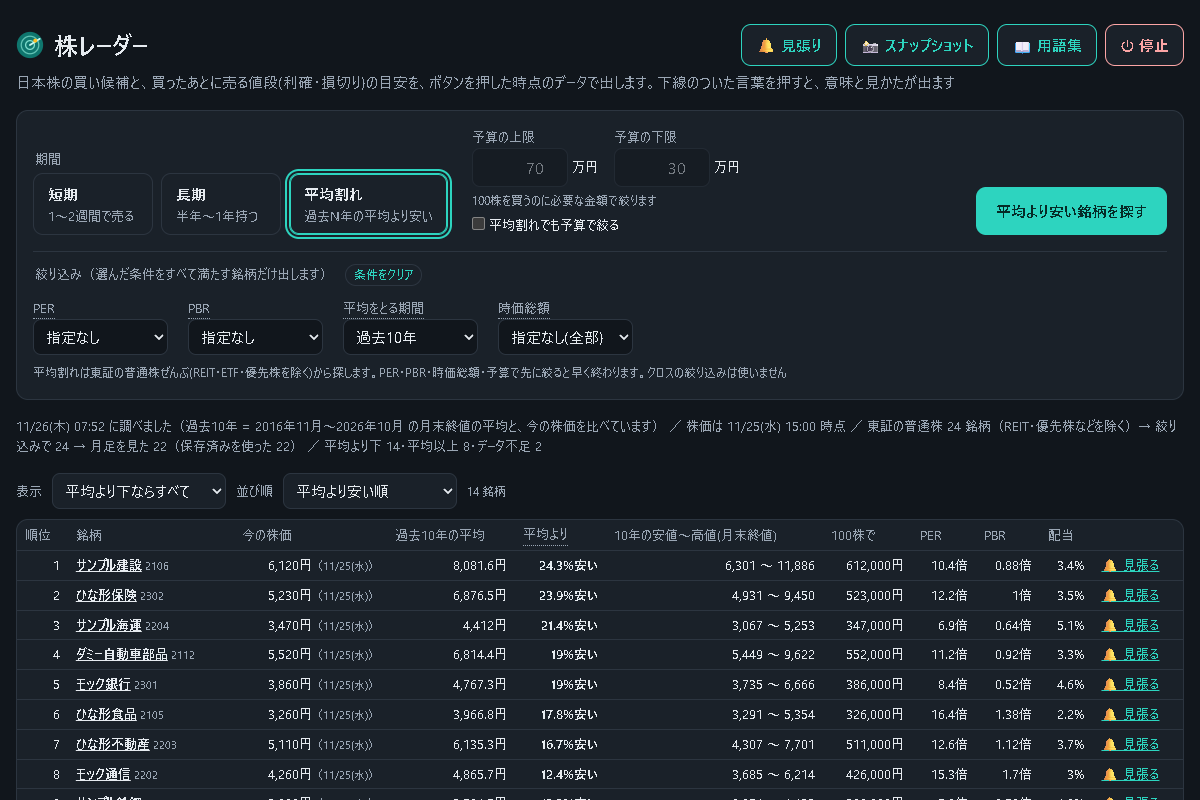 株レーダー
🔔 見張り
📷 スナップショット
📖 用語集
⏻ 停止
日本株の買い候補と、買ったあとに売る値段(利確・損切り)の目安を、ボタンを押した時点のデータで出します。下線のついた言葉を押すと、意味と見かたが出ます
期間
短期
1〜2週間で売る
長期
半年〜1年持つ
平均割れ
過去N年の平均より安い
予算の上限
70 万円
予算の下限
30 万円
100株を買うのに必要な金額で絞ります
平均割れでも予算で絞る
平均より安い銘柄を探す
絞り込み（選んだ条件をすべて満たす銘柄だけ出します）
条件をクリア
PER
指定なし
PBR
指定なし
平均をとる期間
過去10年
時価総額
指定なし(全部)
平均割れは東証の普通株ぜんぶ(REIT・ETF・優先株を除く)から探します。PER・PBR・時価総額・予算で先に絞ると早く終わります。クロスの絞り込みは使いません
11/26(木) 07:52 に調べました（過去10年 = 2016年11月〜2026年10月 の月末終値の平均と、今の株価を比べています） ／ 株価は 11/25(水) 15:00 時点 ／ 東証の普通株 24 銘柄（REIT・優先株などを除く）→ 絞り
込みで 24 → 月足を見た 22（保存済みを使った 22） ／ 平均より下 14・平均以上 8・データ不足 2
表示 平均より下ならすべて 並び順 平均より安い順 14 銘柄
順位 銘柄 今の株価 過去10年の平均 平均より 10年の安値〜高値(月末終値) 100株で PER PBR 配当
1 サンプル建設 2106 6,120円 (11/25(水)) 8,081.6円 24.3%安い 6,301 〜 11,886 612,000円 10.4倍 0.88倍 3.4% 🔔 見張る
2 ひな形保険 2302 5,230円 (11/25(水)) 6,876.5円 23.9%安い 4,931 〜 9,450 523,000円 12.2倍 1倍 3.5% 🔔 見張る
3 サンプル海運 2204 3,470円 (11/25(水)) 4,412円 21.4%安い 3,067 〜 5,253 347,000円 6.9倍 0.64倍 5.1% 🔔 見張る
4 ダミー自動車部品 2112 5,520円 (11/25(水)) 6,814.4円 19%安い 5,449 〜 9,622 552,000円 11.2倍 0.92倍 3.3% 🔔 見張る
5 モック銀行 2301 3,860円 (11/25(水)) 4,767.3円 19%安い 3,735 〜 6,666 386,000円 8.4倍 0.52倍 4.6% 🔔 見張る
6 ひな形食品 2105 3,260円 (11/25(水)) 3,966.8円 17.8%安い 3,291 〜 5,354 326,000円 16.4倍 1.38倍 2.2% 🔔 見張る
7 ひな形不動産 2203 5,110円 (11/25(水)) 6,135.3円 16.7%安い 4,307 〜 7,701 511,000円 12.6倍 1.12倍 3.7% 🔔 見張る
8 モック通信 2202 4,260円 (11/25(水)) 4,865.7円 12.4%安い 3,685 〜 6,214 426,000円 15.3倍 1.7倍 3% 🔔 見張る